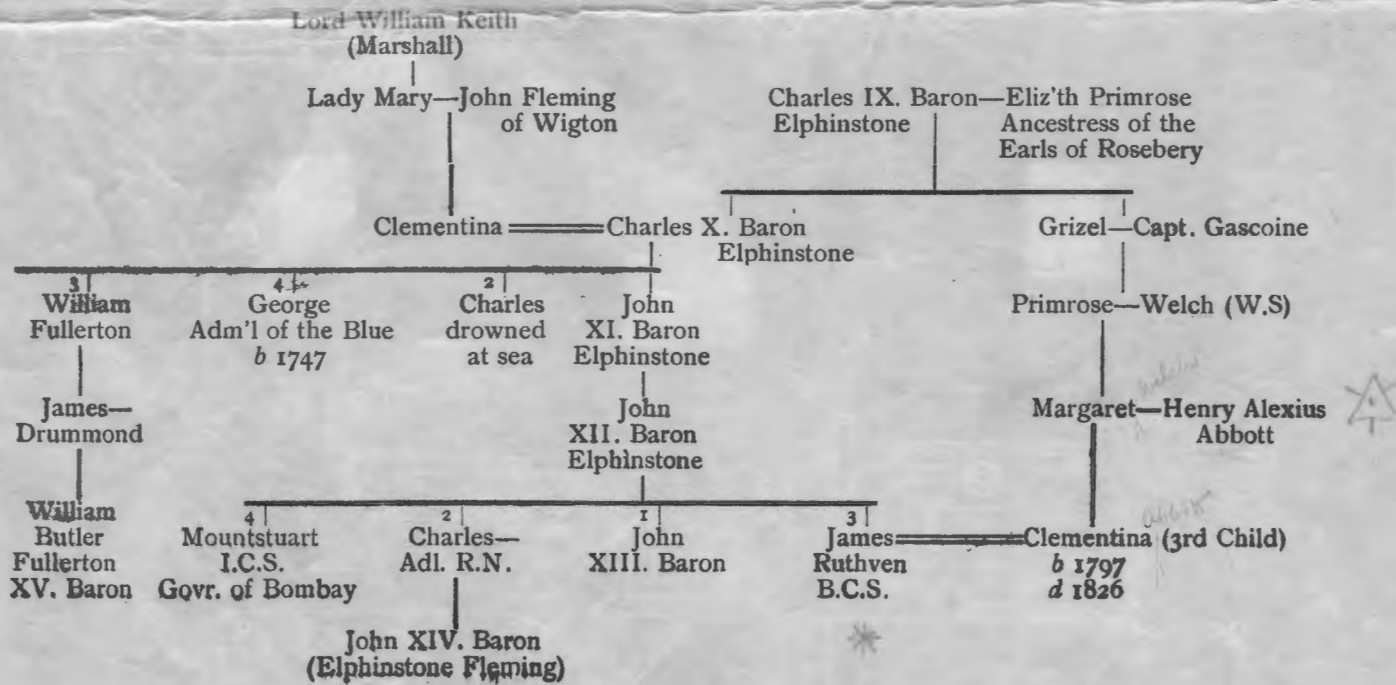 Lord William Keith
(Marshall)
Lady Mary—John Fleming
of Wigton
Charles IX. Baron—Eliz'th Primrose
Elphinstone
Ancestress of the
Earls of Rosebery
Clementina
Charles X. Baron
Elphinstone
Grizel—Capt. Gascoine
3
William
Fullerton
4
George
Adm'l of the Blue
b 1747
2
Charles
drowned
at sea
John
XI. Baron
Elphinstone
Primrose—Welch (W.S)
James—
Drummond
John
XII. Baron
Elphinstone
Margaret—Henry Alexius
Abbott
William
Butler
Fullerton
XV. Baron
4
Mountstuart
I.C.S.
Govr. of Bombay
2
Charles—
Adl. R.N.
1
John
XIII. Baron
3
James
Ruthven
B.C.S.
Clementina (3rd Child)
b 1797
d 1826
John XIV. Baron
(Elphinstone Fleming)